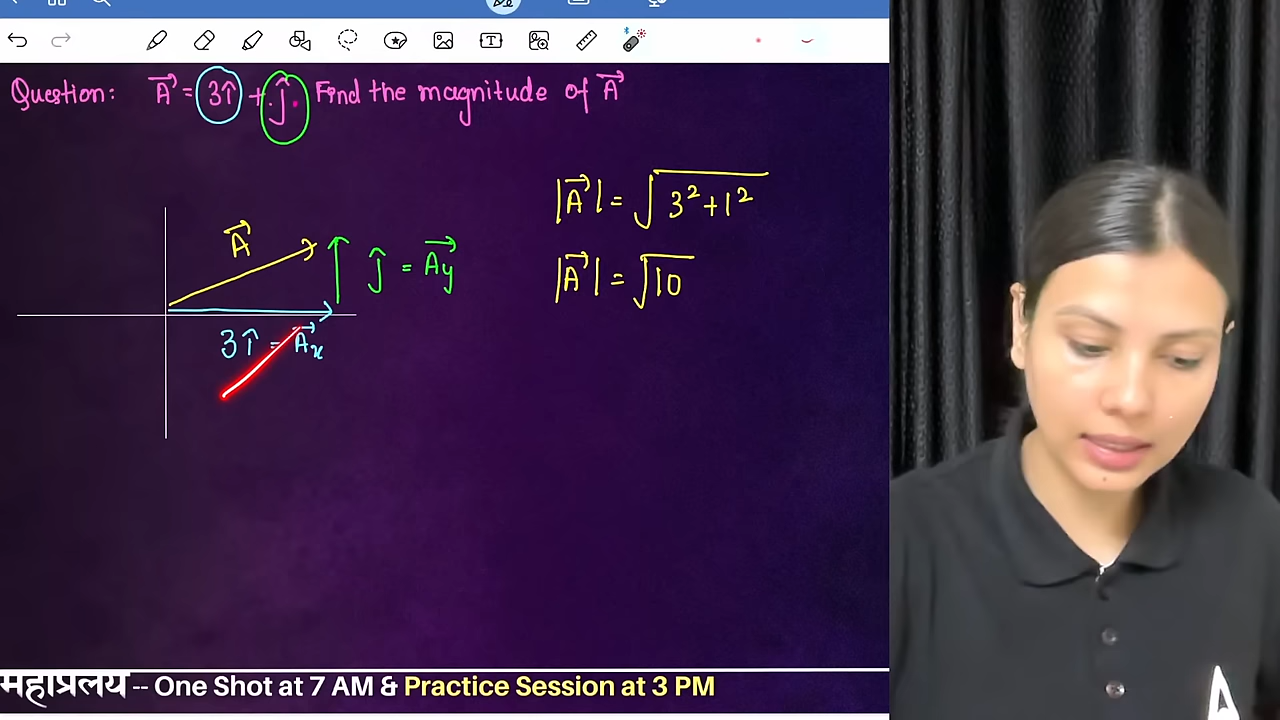 Question: A⃗ = 3î + ĵ. Find the magnitude of A⃗
|A⃗| = √3²+1²
A⃗
ĵ = A⃗y
|A⃗| = √10
3î = A⃗x
महाप्रलय -- One Shot at 7 AM & Practice Session at 3 PM
A